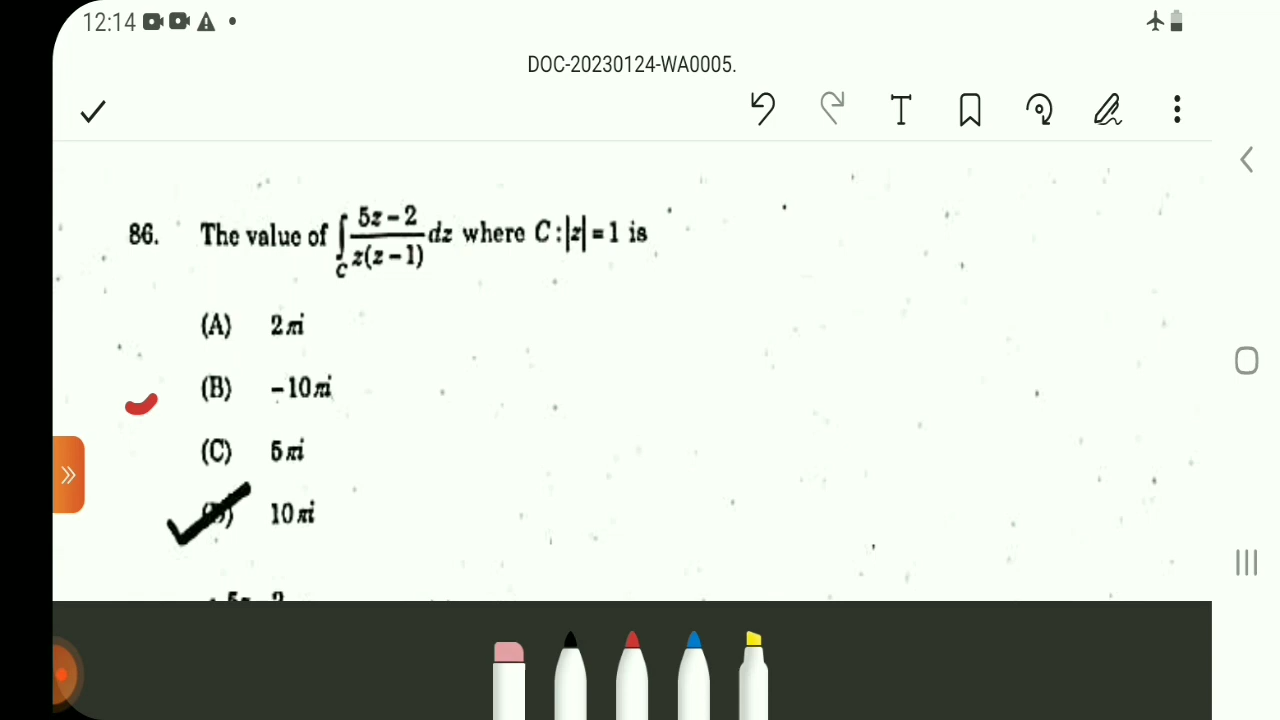 12:14
DOC-20230124-WA0005.
T
86. The value of ∫_C (5z − 2)/(z(z − 1)) dz where C : |z| = 1 is
(A) 2πi
(B) −10πi
(C) 5πi
(D) 10πi